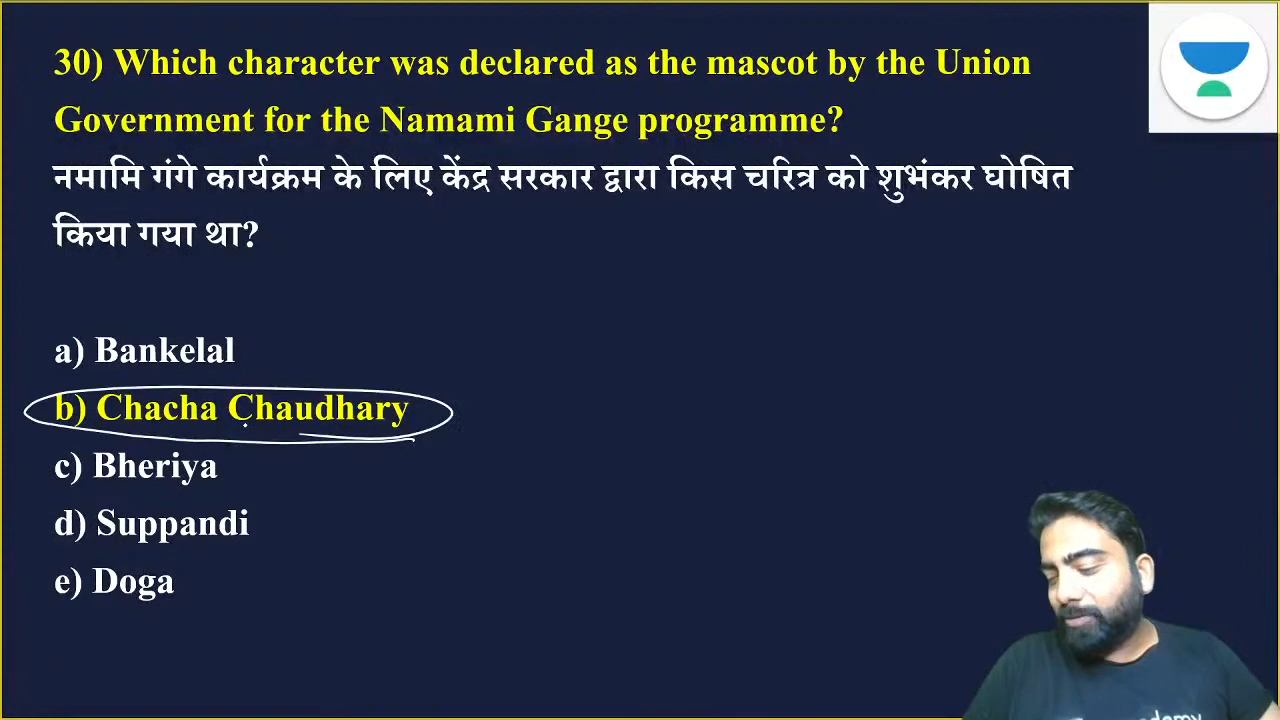 30) Which character was declared as the mascot by the Union
Government for the Namami Gange programme?
नमामि गंगे कार्यक्रम के लिए केंद्र सरकार द्वारा किस चरित्र को शुभंकर घोषित
किया गया था?
a) Bankelal
b) Chacha Chaudhary
c) Bheriya
d) Suppandi
e) Doga